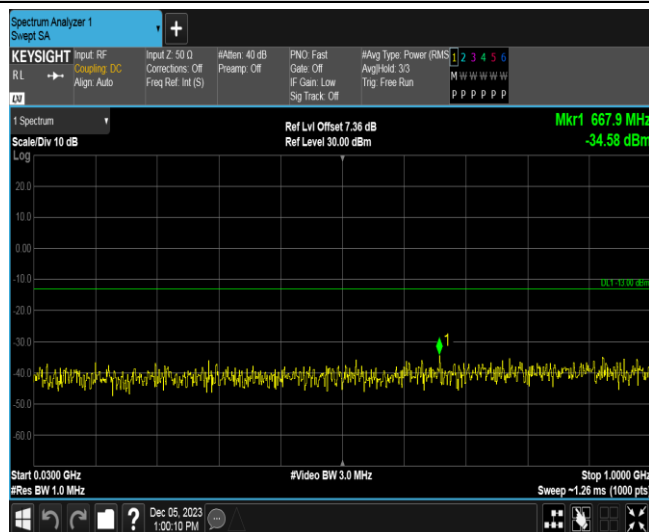 Spectrum Analyzer 1
Swept SA
+
KEYSIGHT
RL
LXI
Input: RF
Coupling: DC
Align: Auto
Input Z: 50 Ω
Corrections: Off
Freq Ref: Int (S)
#Atten: 40 dB
Preamp: Off
PNO: Fast
Gate: Off
IF Gain: Low
Sig Track: Off
#Avg Type: Power (RMS
Avg|Hold: 3/3
Trig: Free Run
1 2 3 4 5 6
M W W W W W
P P P P P P
1 Spectrum
Scale/Div 10 dB
Ref Lvl Offset 7.36 dB
Ref Level 30.00 dBm
Mkr1 667.9 MHz
-34.58 dBm
Log
20.0
10.0
0.00
-10.0
DL1 -13.00 dBm
-20.0
-30.0
1
-40.0
-50.0
-60.0
Start 0.0300 GHz
#Video BW 3.0 MHz
Stop 1.0000 GHz
#Res BW 1.0 MHz
Sweep ~1.26 ms (1000 pts)
?
Dec 05, 2023
1:00:10 PM